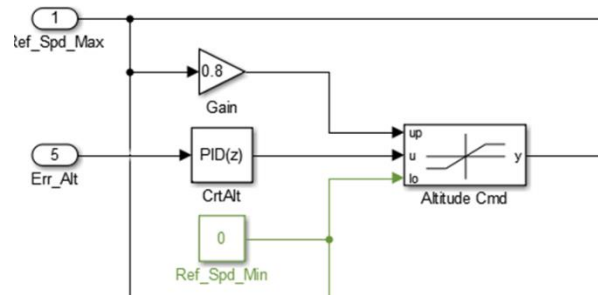 1
Ref_Spd_Max
0.8
Gain
5
Err_Alt
PID(z)
CrtAlt
up
u
lo
y
Altitude Cmd
0
Ref_Spd_Min